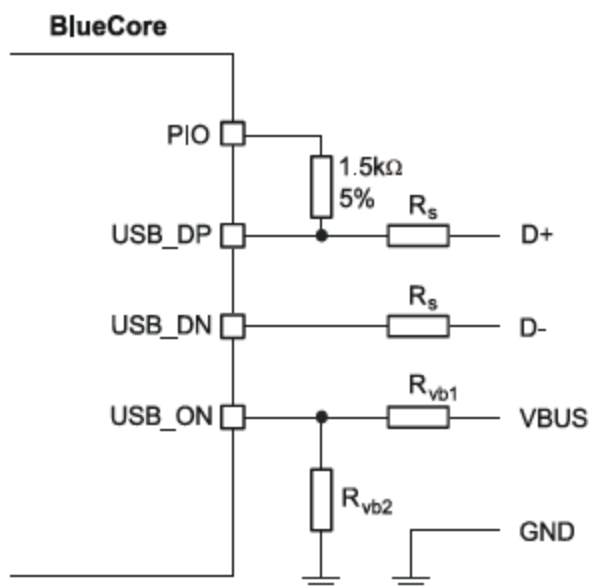 BlueCore
PIO
1.5kΩ
5%
Rs
USB_DP
D+
Rs
USB_DN
D-
Rvb1
USB_ON
VBUS
Rvb2
GND